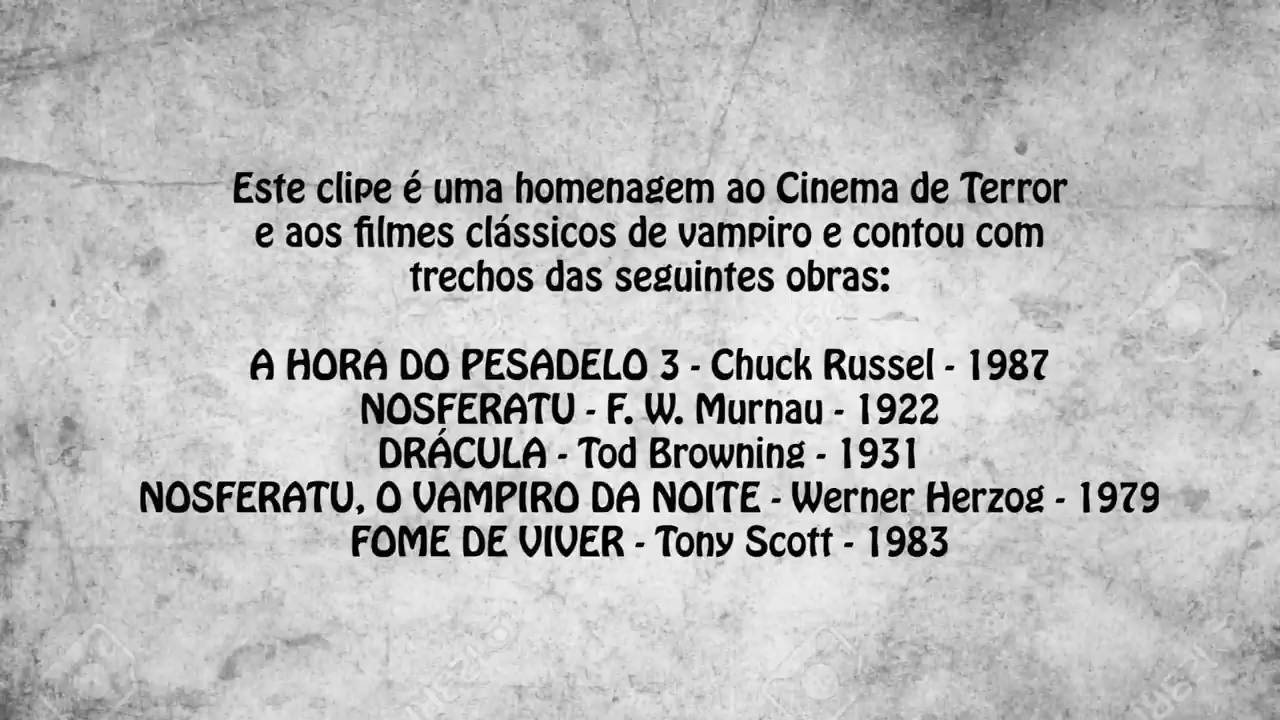 Este clipe é uma homenagem ao Cinema de Terror
e aos filmes clássicos de vampiro e contou com
trechos das seguintes obras:
A HORA DO PESADELO 3 - Chuck Russel - 1987
NOSFERATU - F. W. Murnau - 1922
DRÁCULA - Tod Browning - 1931
NOSFERATU, O VAMPIRO DA NOITE - Werner Herzog - 1979
FOME DE VIVER - Tony Scott - 1983